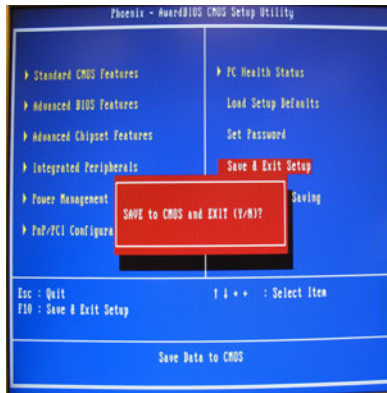 Phoenix - AwardBIOS CMOS Setup Utility
Standard CMOS Features
Advanced BIOS Features
Advanced Chipset Features
Integrated Peripherals
Power Management
PnP/PCI Configura
PC Health Status
Load Setup Defaults
Set Password
Save & Exit Setup
Saving
SAVE to CMOS and EXIT (Y/N)?
Esc : Quit
F10 : Save & Exit Setup
↑ ↓ → ← : Select Item
Save Data to CMOS